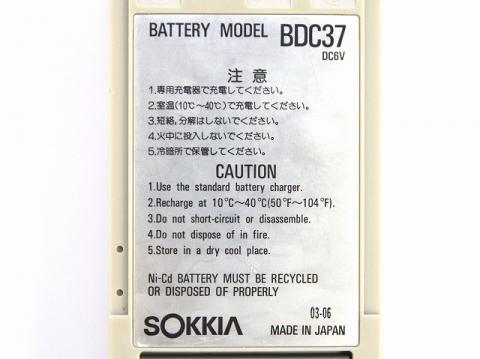 BATTERY MODEL BDC37
DC6V
注意
1.専用充電器で充電してください。
2.室温(10℃～40℃)で充電してください。
3.短絡,分解はしないでください。
4.火中に投入しないでください。
5.冷暗所で保管してください。
CAUTION
1.Use the standard battery charger.
2.Recharge at 10°C～40°C(50°F～104°F).
3.Do not short-circuit or disassemble.
4.Do not dispose of in fire.
5.Store in a dry cool place.
Ni-Cd BATTERY MUST BE RECYCLED
OR DISPOSED OF PROPERLY
03-06
SOKKIA MADE IN JAPAN